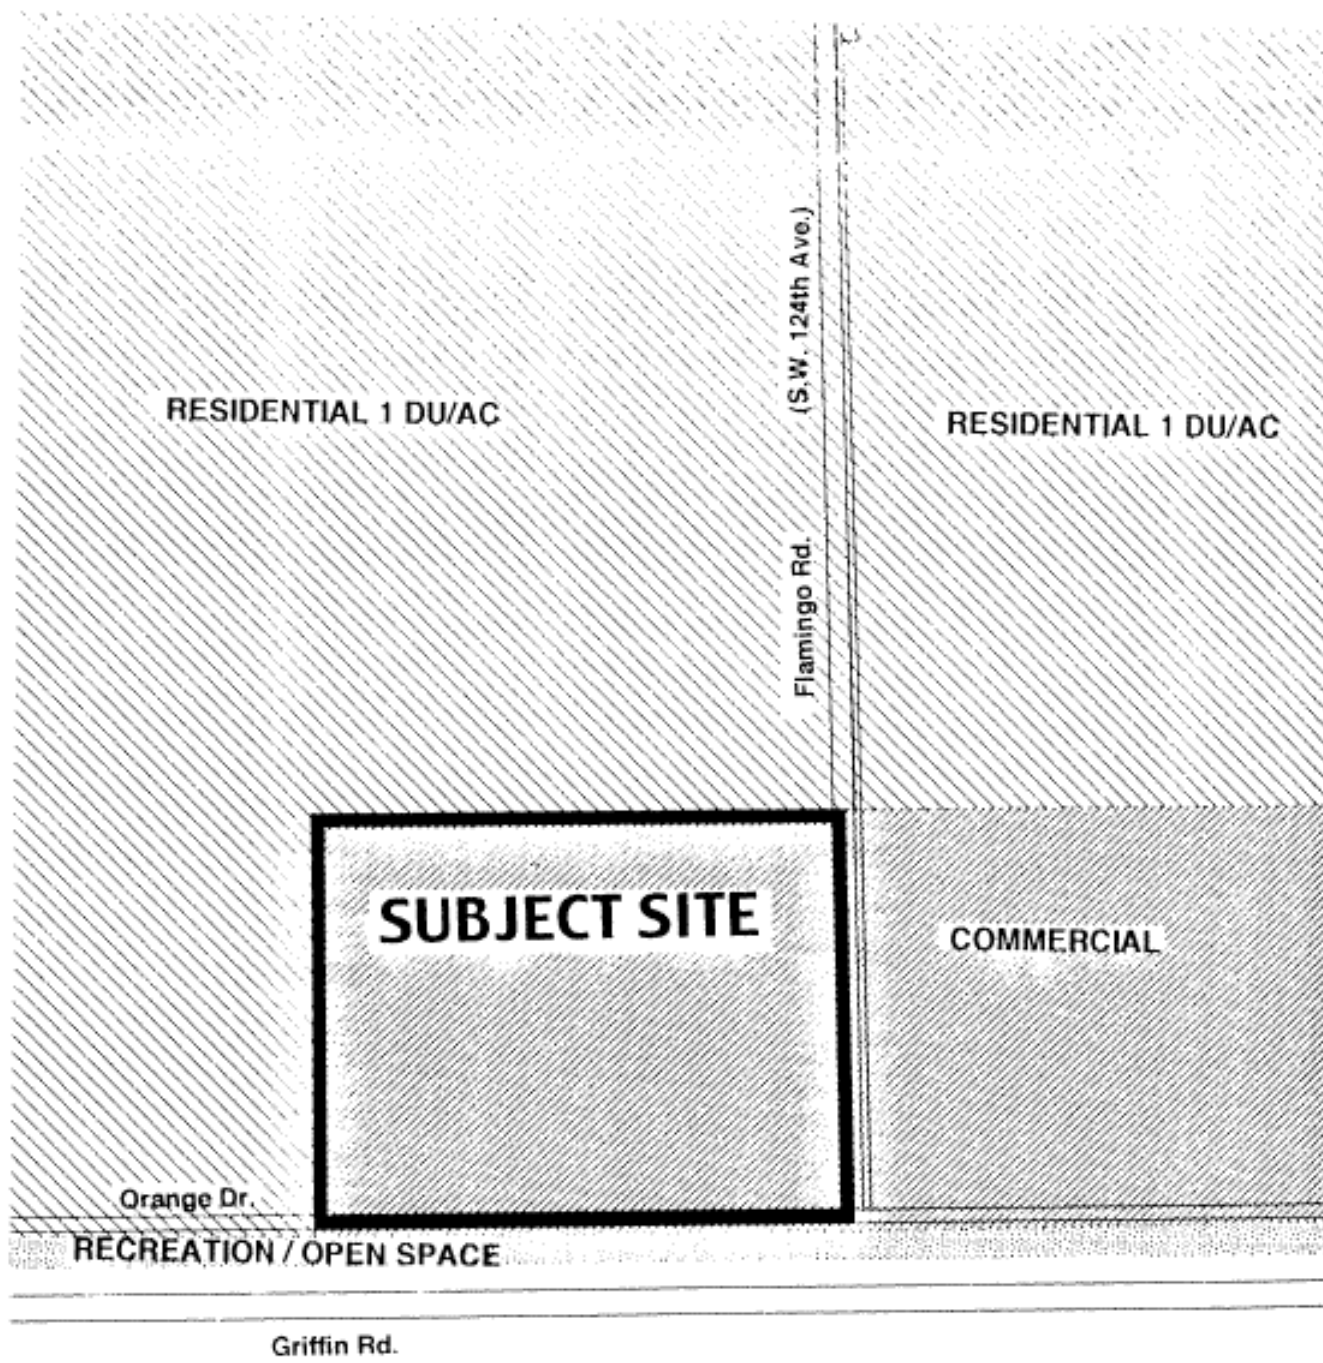 (S.W. 124th Ave.)
RESIDENTIAL 1 DU/AC
RESIDENTIAL 1 DU/AC
Flamingo Rd.
SUBJECT SITE
COMMERCIAL
Orange Dr.
RECREATION / OPEN SPACE
Griffin Rd.